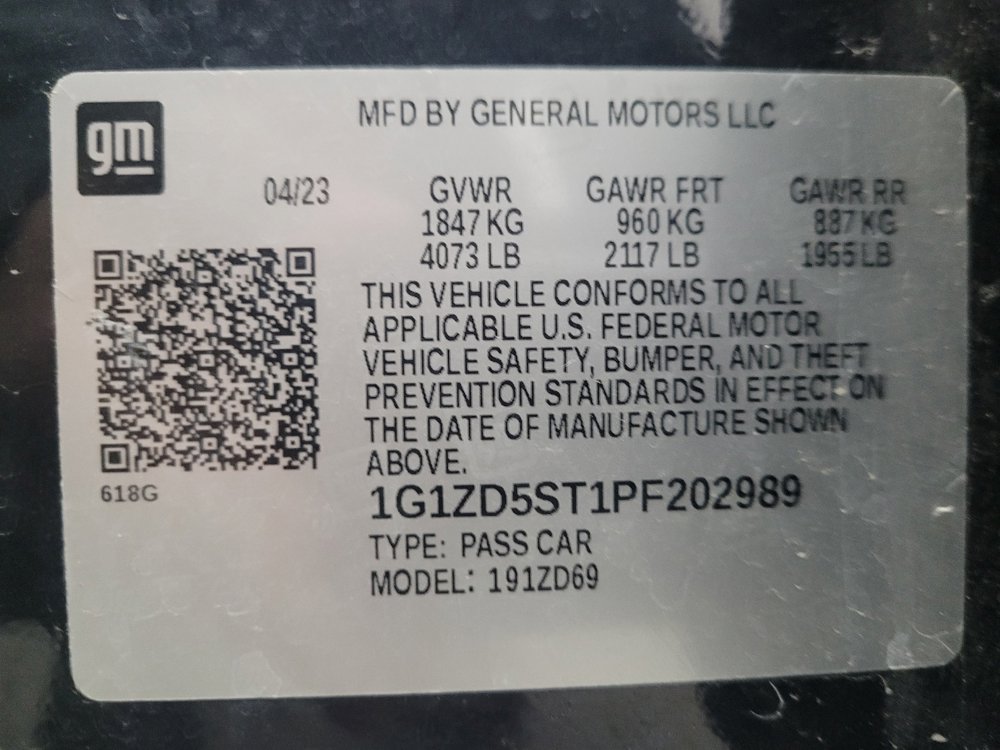 gm
MFD BY GENERAL MOTORS LLC
04/23 GVWR GAWR FRT GAWR RR
1847 KG 960 KG 887 KG
4073 LB 2117 LB 1955 LB
THIS VEHICLE CONFORMS TO ALL
APPLICABLE U.S. FEDERAL MOTOR
VEHICLE SAFETY, BUMPER, AND THEFT
PREVENTION STANDARDS IN EFFECT ON
THE DATE OF MANUFACTURE SHOWN
ABOVE.
618G
1G1ZD5ST1PF202989
TYPE: PASS CAR
MODEL: 191ZD69